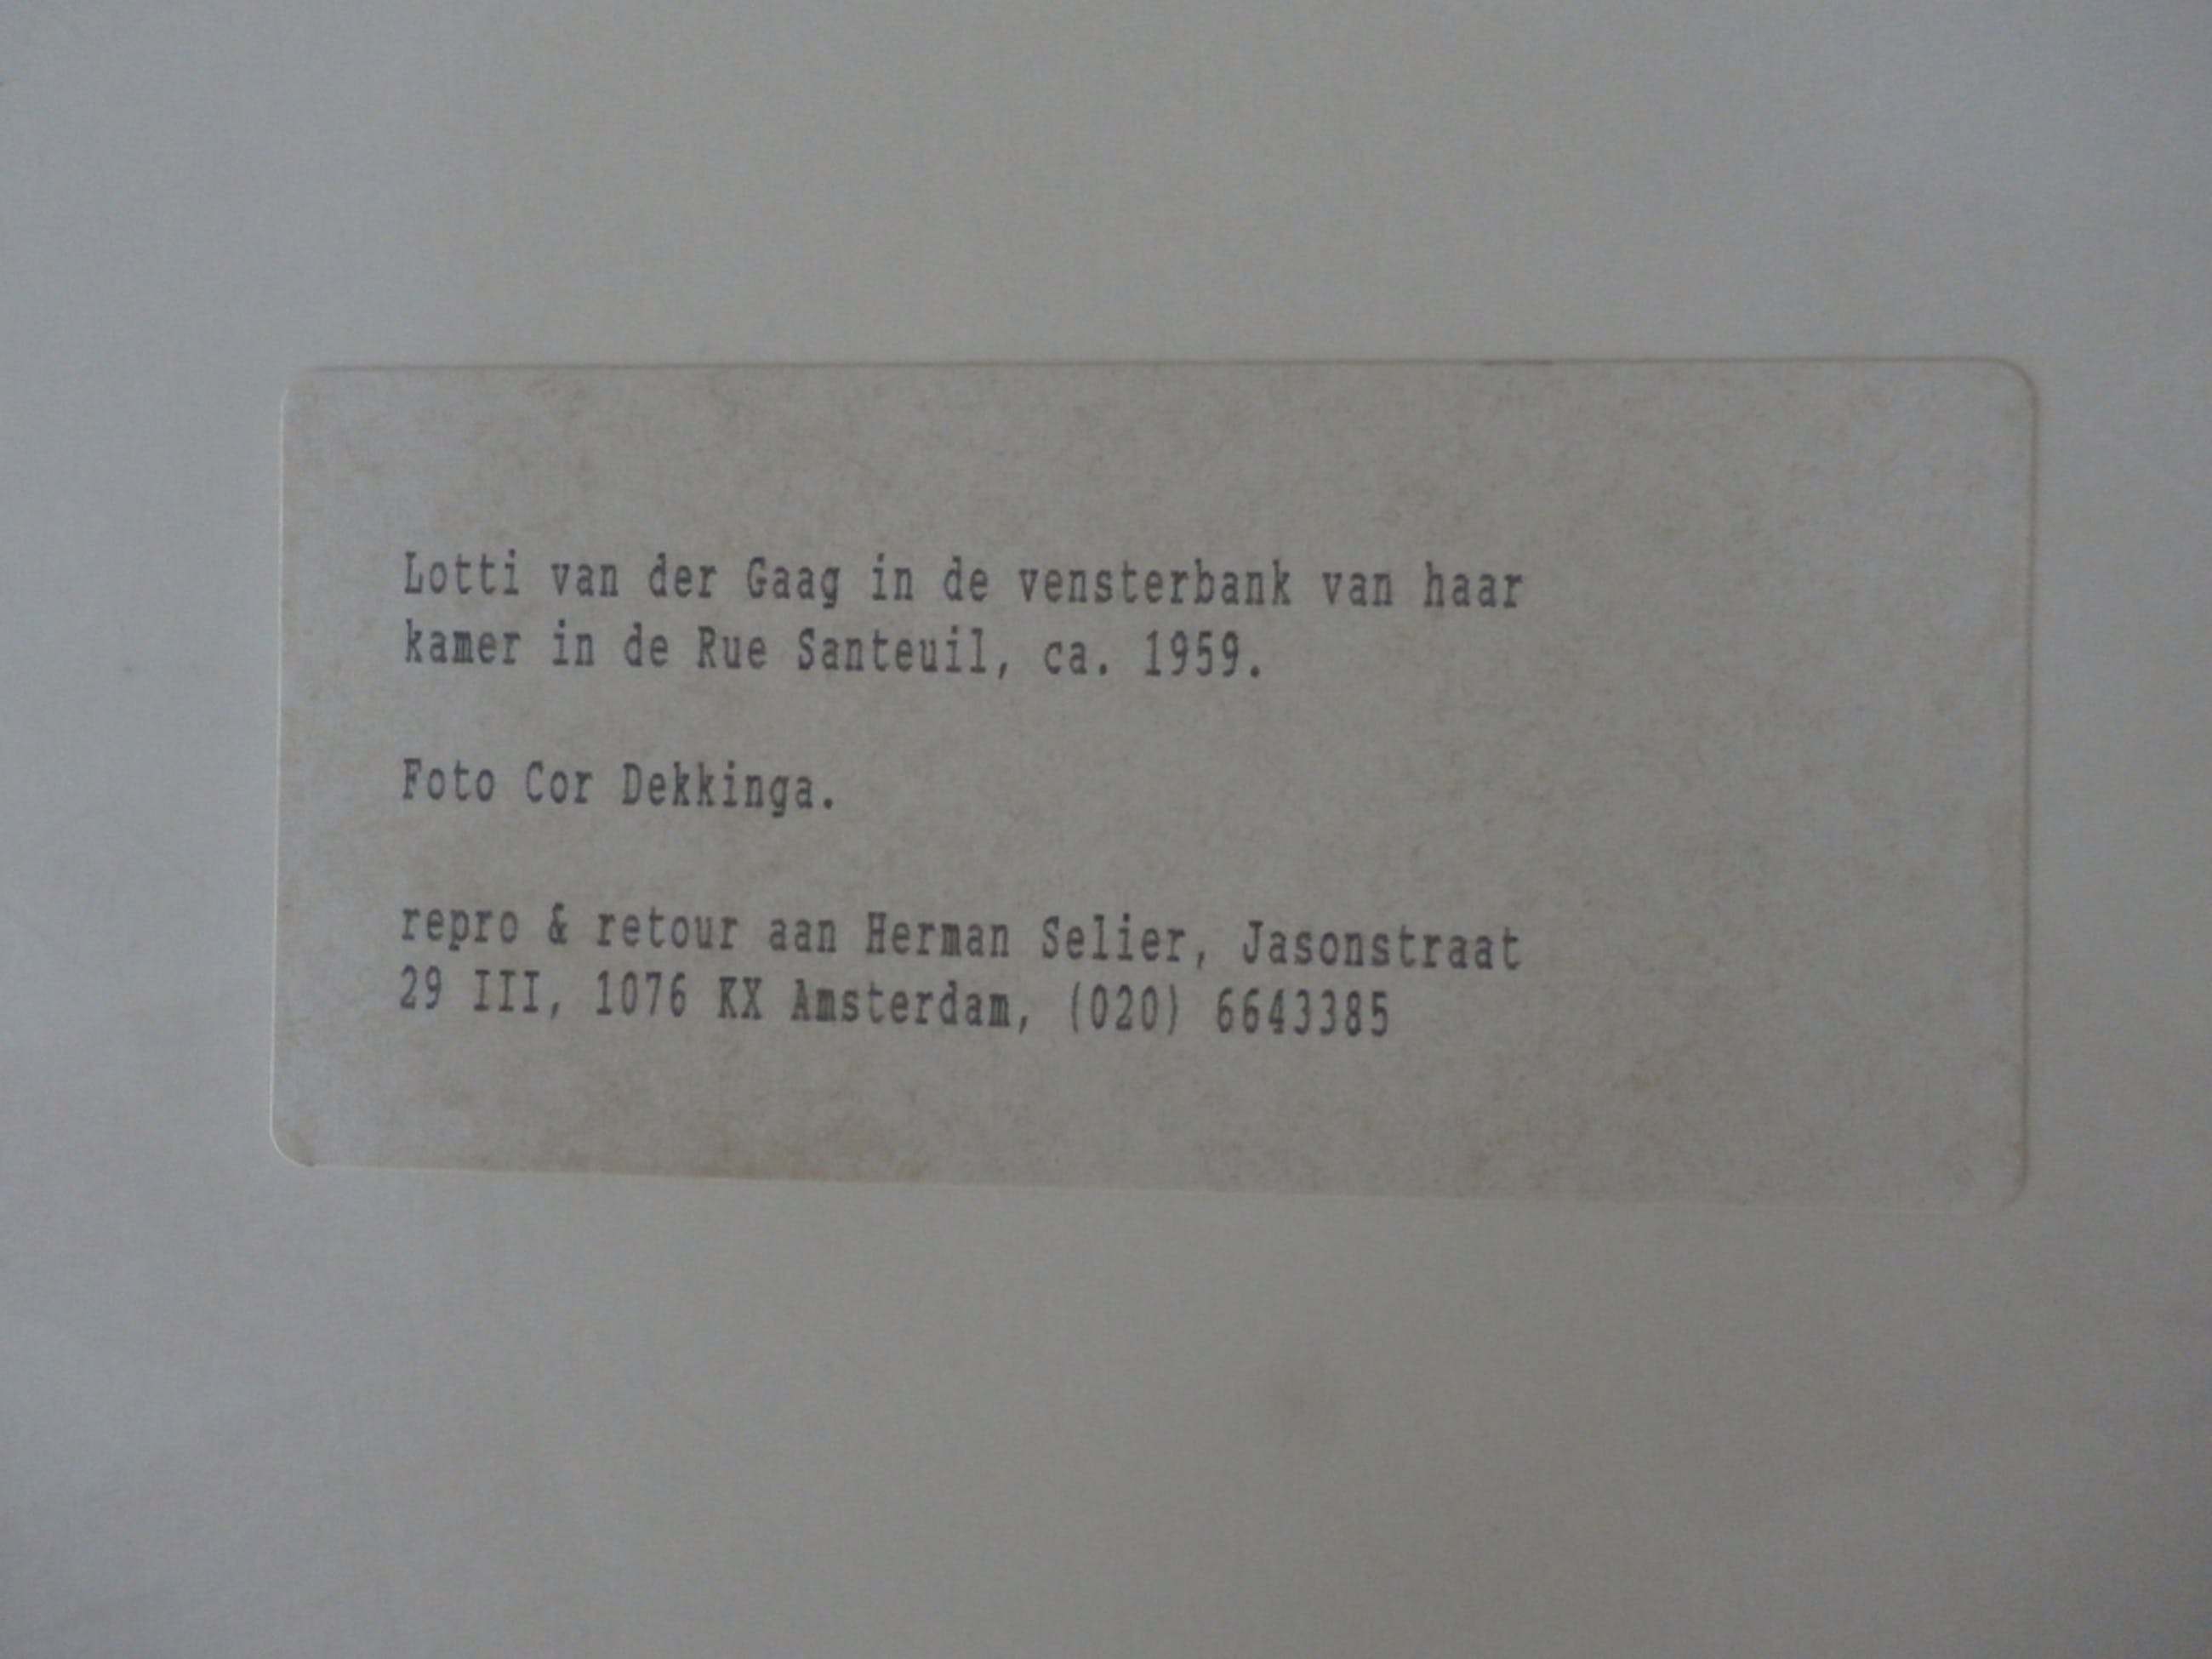 Lotti van der Gaag in de vensterbank van haar
kamer in de Rue Santeuil, ca. 1959.
Foto Cor Dekkinga.
repro & retour aan Herman Selier, Jasonstraat
29 III, 1076 KX Amsterdam, (020) 6643385